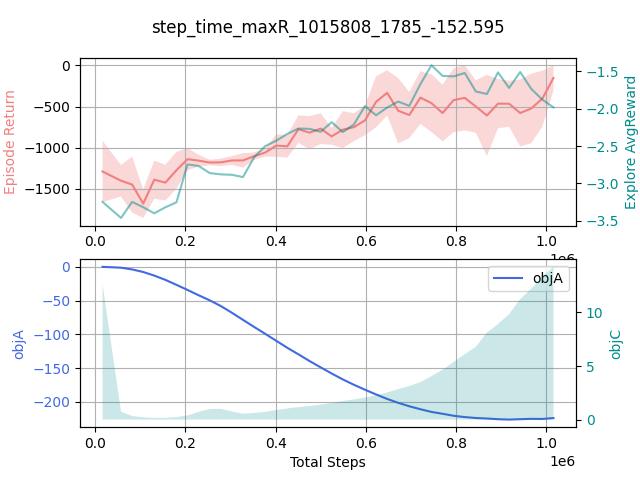 step_time_maxR_1015808_1785_-152.595
Episode Return
0
−500
−1000
−1500
Explore AvgReward
−1.5
−2.0
−2.5
−3.0
−3.5
0.0 0.2 0.4 0.6 0.8 1.0
1e6
objA
0
−50
−100
−150
−200
objA
objC
10
5
0
0.0 0.2 0.4 0.6 0.8 1.0
Total Steps
1e6